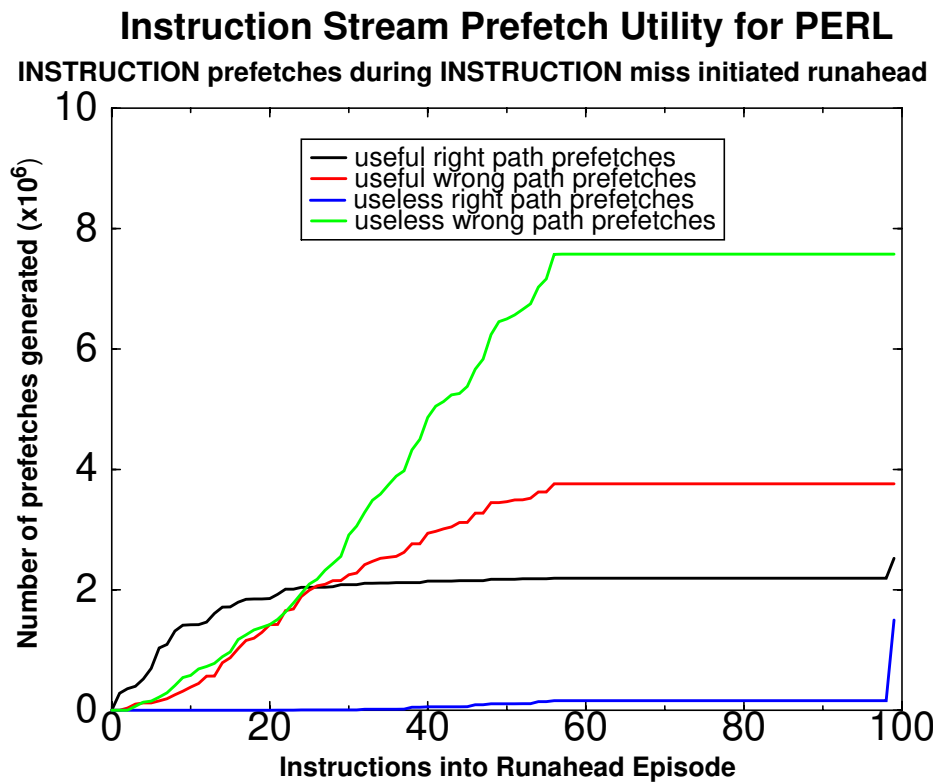 Instruction Stream Prefetch Utility for PERL
INSTRUCTION prefetches during INSTRUCTION miss initiated runahead
10
8
6
4
2
0
Number of prefetches generated (x10⁶)
useful right path prefetches
useful wrong path prefetches
useless right path prefetches
useless wrong path prefetches
0 20 40 60 80 100
Instructions into Runahead Episode